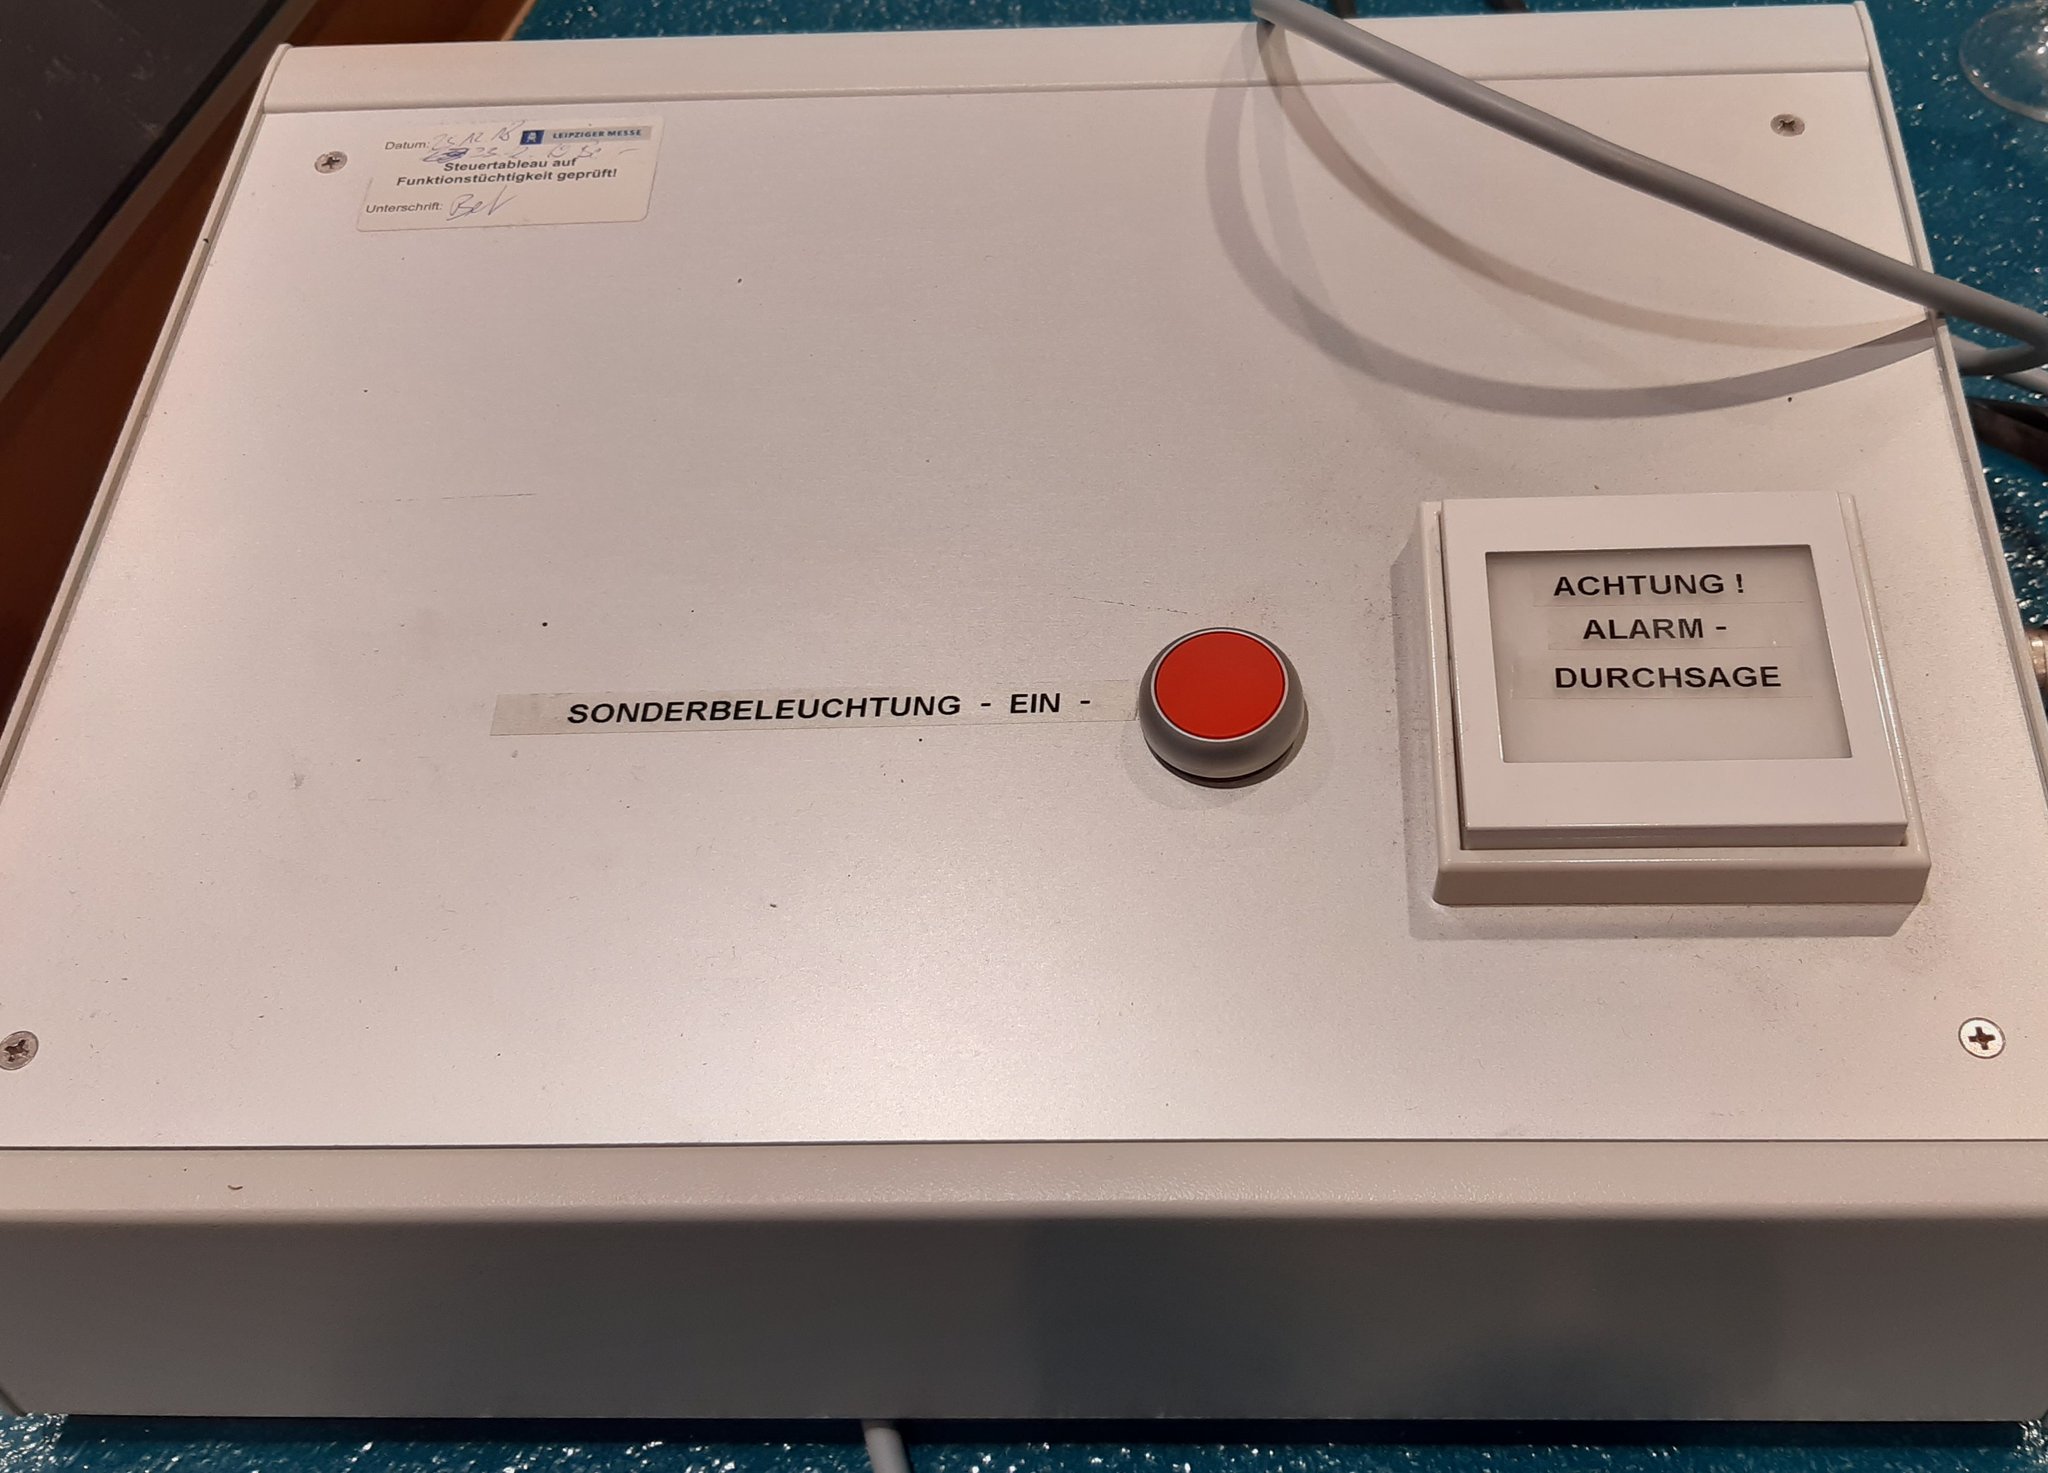 Datum:
LEIPZIGER MESSE
Steuertableau auf
Funktionstüchtigkeit geprüft!
Unterschrift:
SONDERBELEUCHTUNG - EIN -
ACHTUNG !
ALARM -
DURCHSAGE